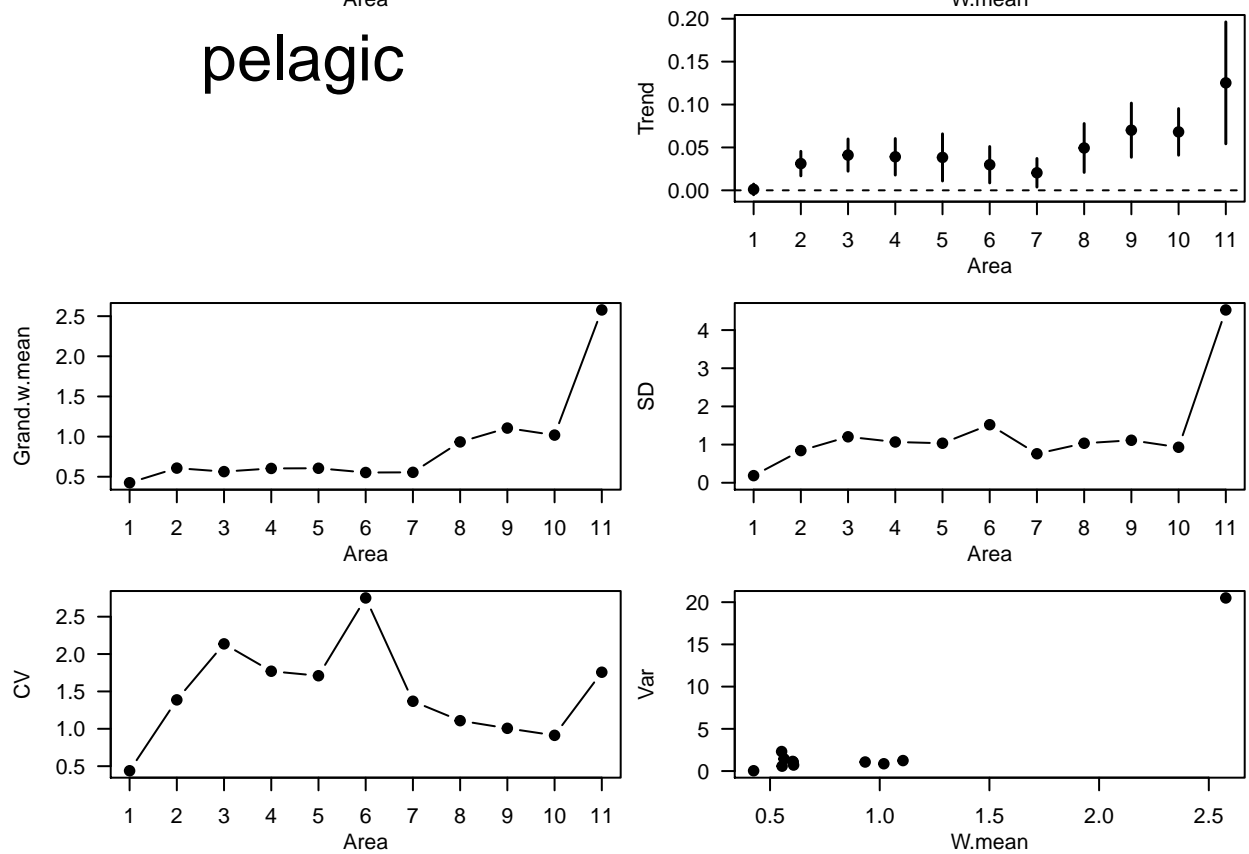 Area
W.mean
pelagic
0.20
0.15
0.10
0.05
0.00
Trend
1 2 3 4 5 6 7 8 9 10 11
Area
2.5
2.0
1.5
1.0
0.5
Grand.w.mean
1 2 3 4 5 6 7 8 9 10 11
Area
4
3
2
1
0
SD
1 2 3 4 5 6 7 8 9 10 11
Area
2.5
2.0
1.5
1.0
0.5
CV
1 2 3 4 5 6 7 8 9 10 11
Area
20
15
10
5
0
Var
0.5 1.0 1.5 2.0 2.5
W.mean